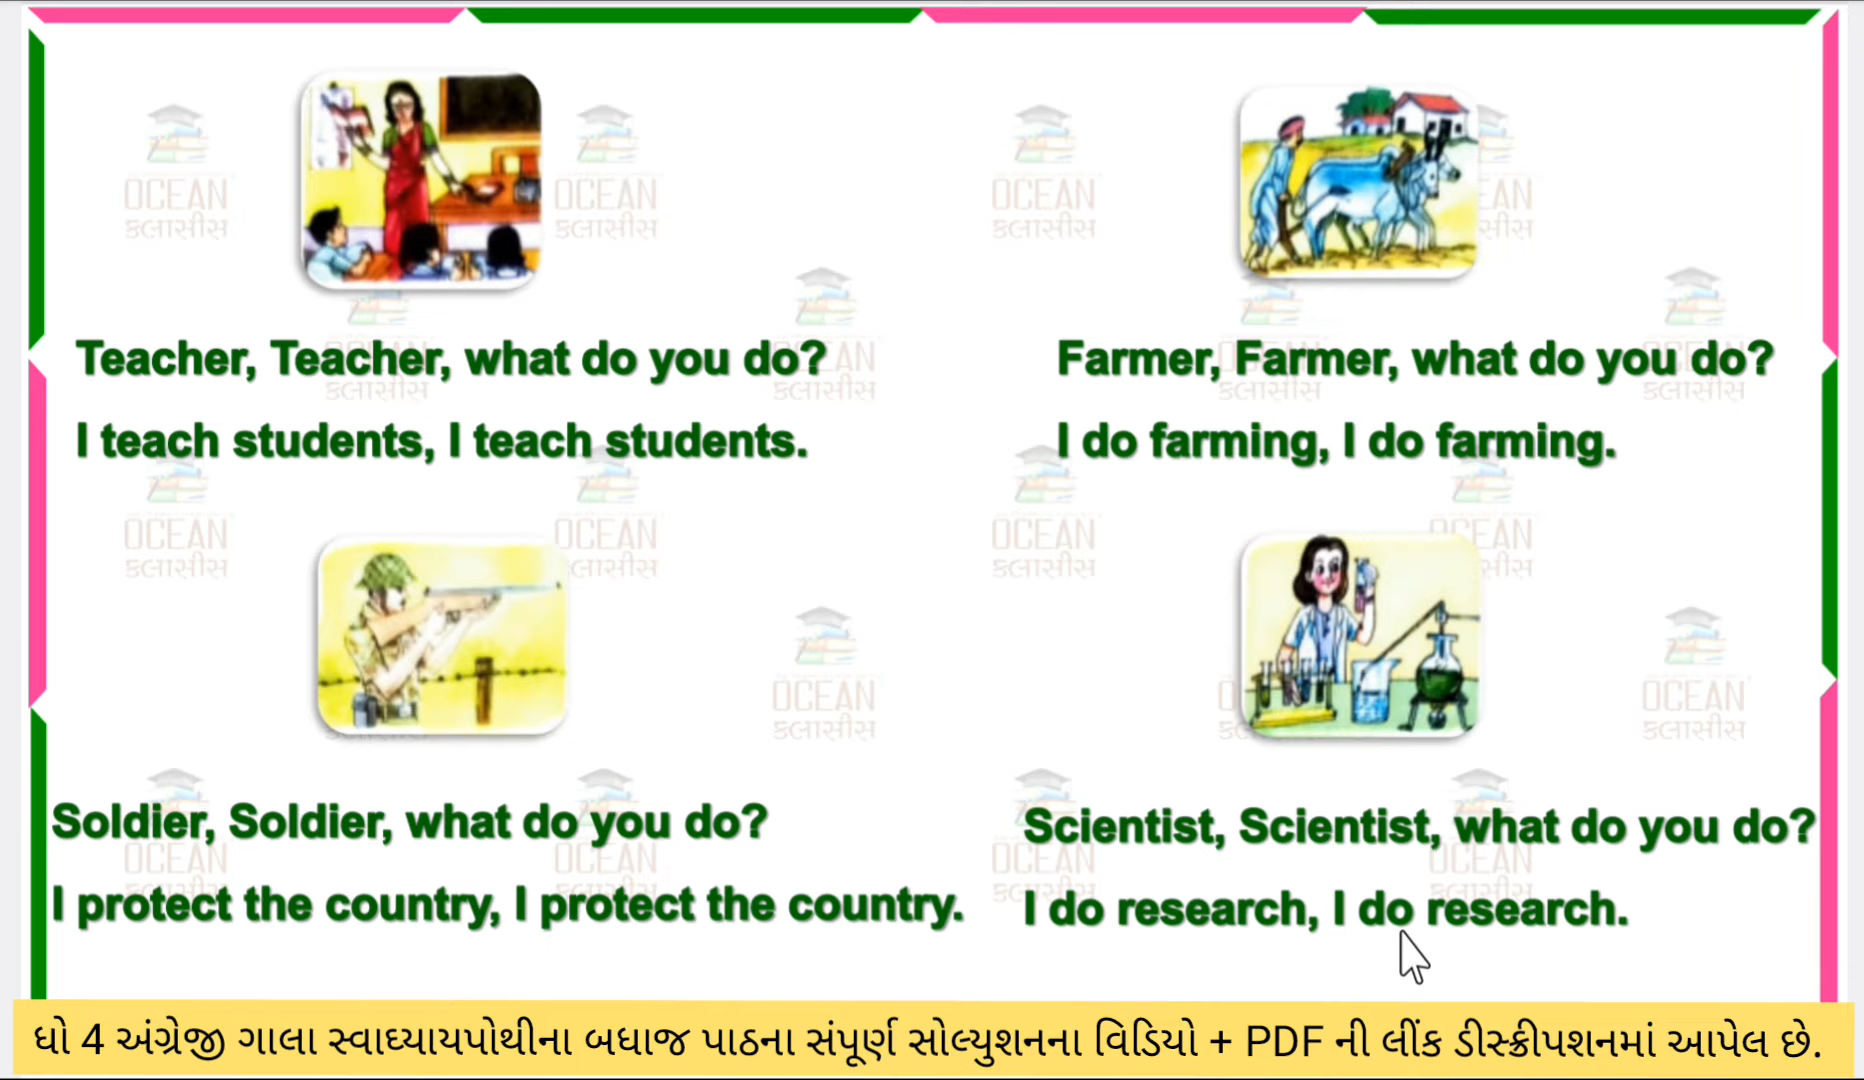 Teacher, Teacher, what do you do?
I teach students, I teach students.
Farmer, Farmer, what do you do?
I do farming, I do farming.
Soldier, Soldier, what do you do?
I protect the country, I protect the country.
Scientist, Scientist, what do you do?
I do research, I do research.
OCEAN
ક્લાસીસ
ધો 4 અંગ્રેજી ગાલા સ્વાધ્યાયપોથીના બધાજ પાઠના સંપૂર્ણ સોલ્યુશનના વિડિયો + PDF ની લીંક ડીસ્ક્રીપશનમાં આપેલ છે.